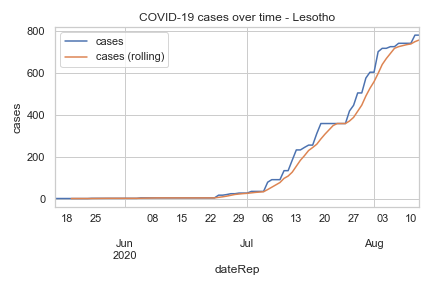 COVID-19 cases over time - Lesotho
cases
cases (rolling)
800
600
400
200
0
cases
18 25 08 15 22 29 06 13 20 27 03 10
Jun Jul Aug
2020
dateRep